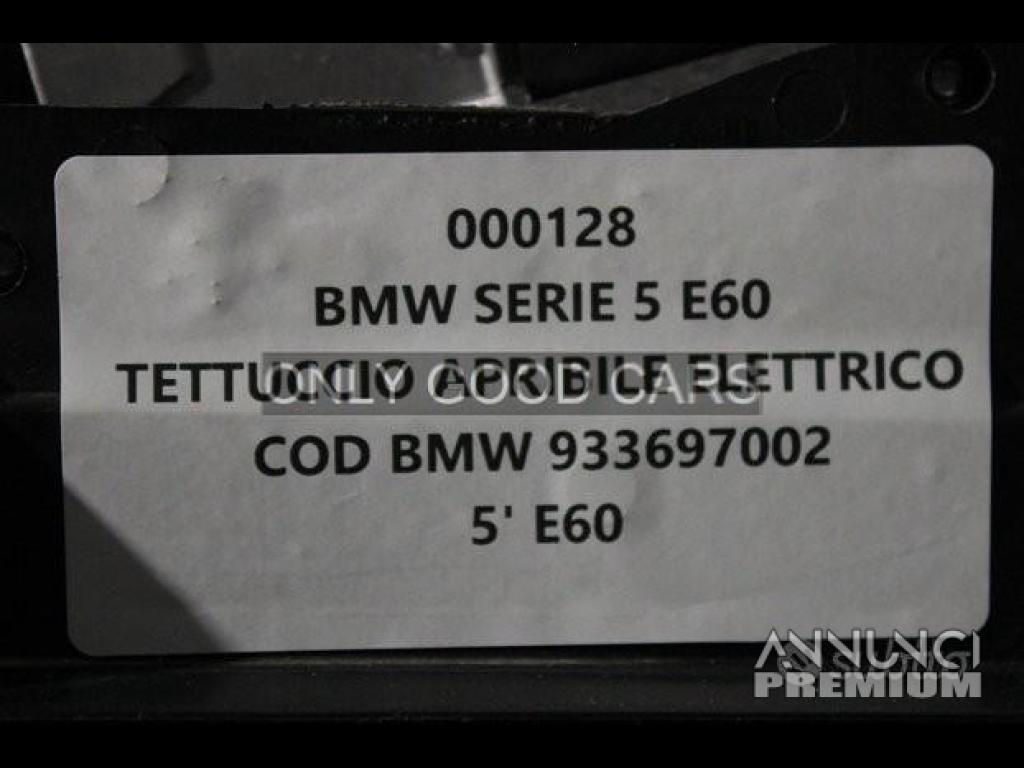 000128
BMW SERIE 5 E60
TETTUCCIO APRIBILE ELETTRICO
ONLY GOOD CARS
COD BMW 933697002
5' E60
ANNUNCI
PREMIUM